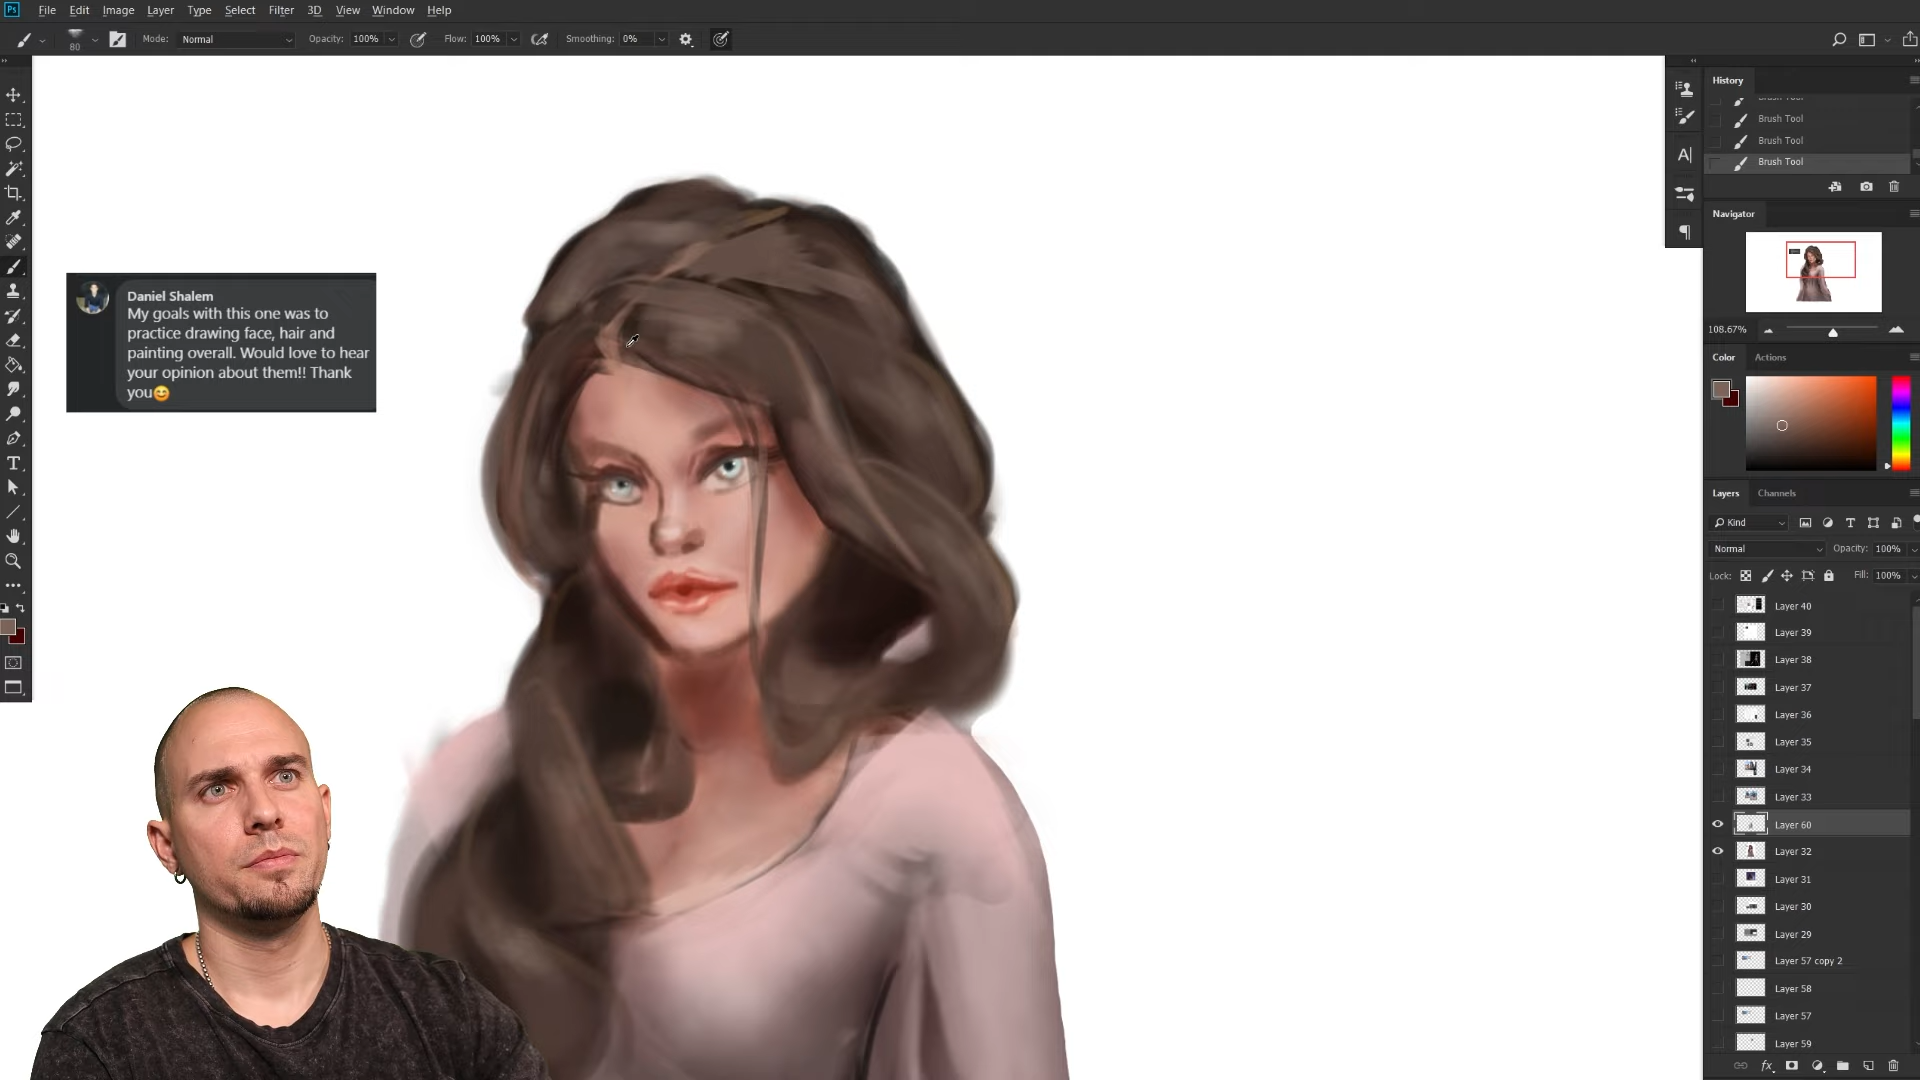 Ps File Edit Image Layer Type Select Filter 3D View Window Help
80 Mode: Normal Opacity: 100% Flow: 100% Smoothing: 0%
History
Brush Tool
Brush Tool
Brush Tool
Brush Tool
Navigator
108.67%
Color Actions
Daniel Shalem
My goals with this one was to
practice drawing face, hair and
painting overall. Would love to hear
your opinion about them!! Thank
you😊
Layers Channels
Kind
Normal Opacity: 100%
Lock: Fill: 100%
Layer 40
Layer 39
Layer 38
Layer 37
Layer 36
Layer 35
Layer 34
Layer 33
Layer 60
Layer 32
Layer 31
Layer 30
Layer 29
Layer 57 copy 2
Layer 58
Layer 57
Layer 59
fx